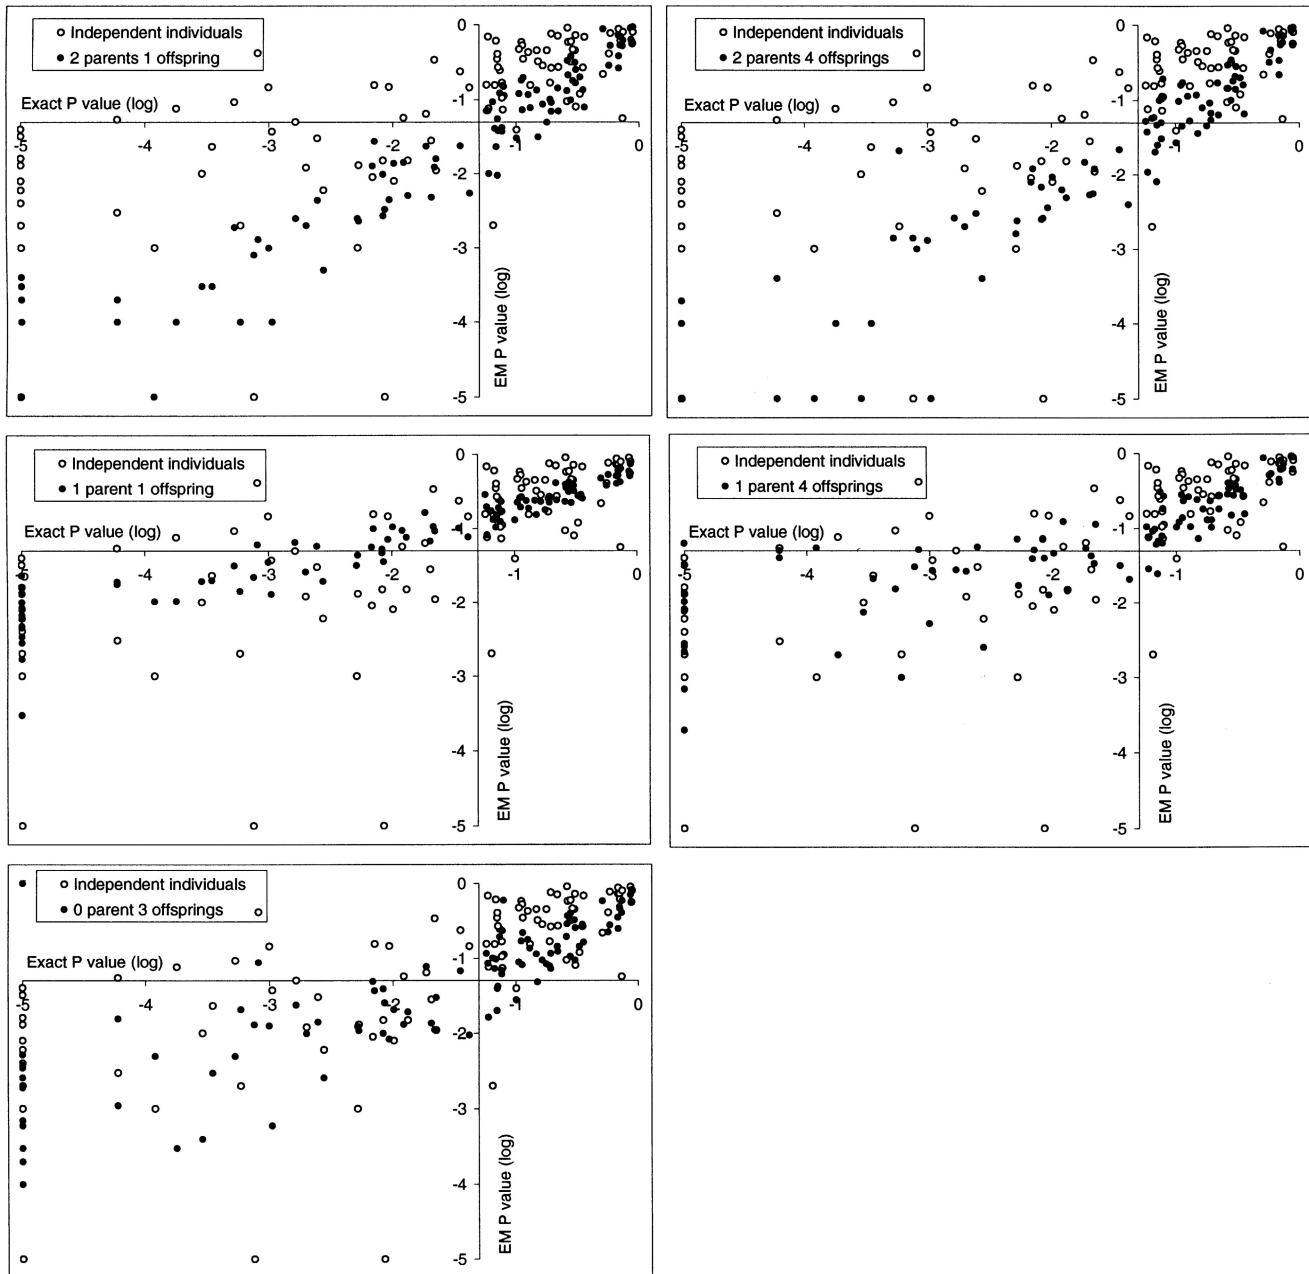 Independent individuals
2 parents 1 offspring
Exact P value (log)
-5 -4 -3 -2 -1 0
0
-1
-2
-3
-4
-5
EM P value (log)
Independent individuals
2 parents 4 offsprings
Exact P value (log)
-5 -4 -3 -2 -1 0
0
-1
-2
-3
-4
-5
EM P value (log)
Independent individuals
1 parent 1 offspring
Exact P value (log)
-5 -4 -3 -2 -1 0
0
-1
-2
-3
-4
-5
EM P value (log)
Independent individuals
1 parent 4 offsprings
Exact P value (log)
-5 -4 -3 -2 -1 0
0
-1
-2
-3
-4
-5
EM P value (log)
Independent individuals
0 parent 3 offsprings
Exact P value (log)
-5 -4 -3 -2 -1 0
0
-1
-2
-3
-4
-5
EM P value (log)